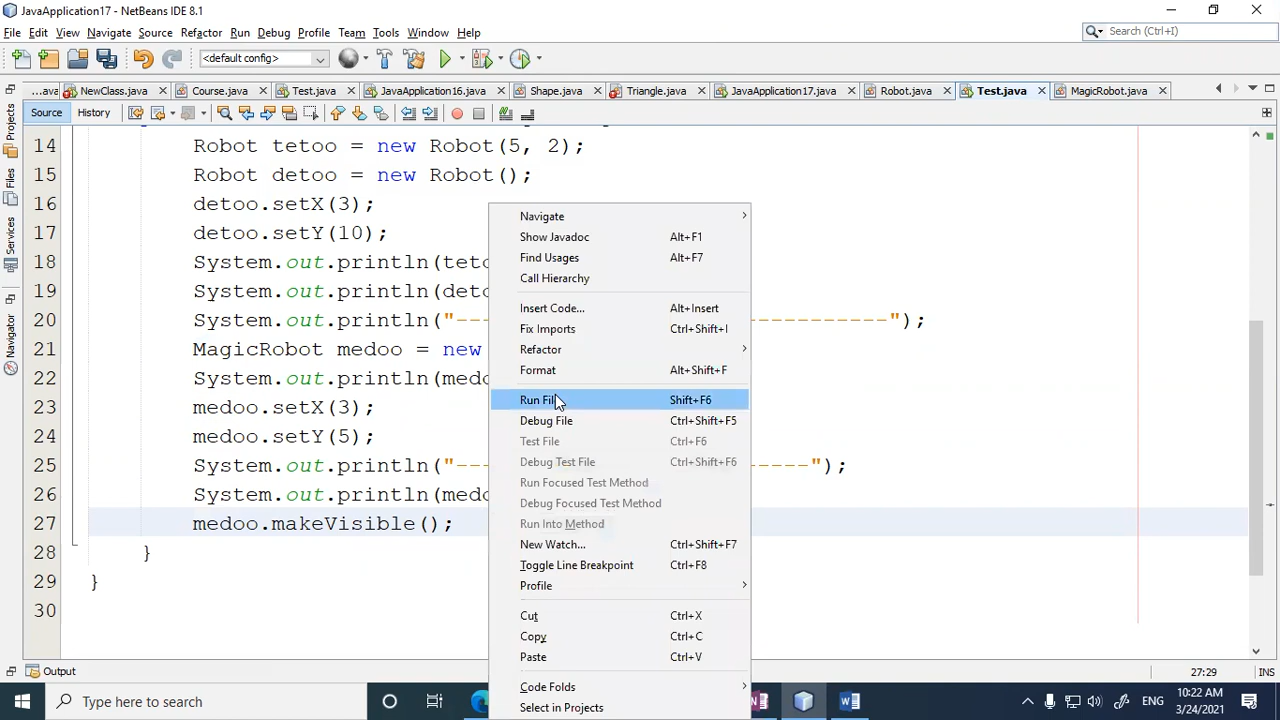 JavaApplication17 - NetBeans IDE 8.1
File Edit View Navigate Source Refactor Run Debug Profile Team Tools Window Help
Search (Ctrl+I)
<default config>
...ava NewClass.java Course.java Test.java JavaApplication16.java Shape.java Triangle.java JavaApplication17.java Robot.java Test.java MagicRobot.java
Source History
Projects
Files
Services
Navigator
14 Robot tetoo = new Robot(5, 2);
15 Robot detoo = new Robot();
16 detoo.setX(3);
17 detoo.setY(10);
18 System.out.println(teto
19 System.out.println(deto
20 System.out.println("--- -----------");
21 MagicRobot medoo = new
22 System.out.println(medo
23 medoo.setX(3);
24 medoo.setY(5);
25 System.out.println("--- -----");
26 System.out.println(medo
27 medoo.makeVisible();
28 }
29 }
30
Navigate
Show Javadoc Alt+F1
Find Usages Alt+F7
Call Hierarchy
Insert Code... Alt+Insert
Fix Imports Ctrl+Shift+I
Refactor
Format Alt+Shift+F
Run File Shift+F6
Debug File Ctrl+Shift+F5
Test File Ctrl+F6
Debug Test File Ctrl+Shift+F6
Run Focused Test Method
Debug Focused Test Method
Run Into Method
New Watch... Ctrl+Shift+F7
Toggle Line Breakpoint Ctrl+F8
Profile
Cut Ctrl+X
Copy Ctrl+C
Paste Ctrl+V
Code Folds
Select in Projects
Output
27:29 INS
Type here to search
ENG
10:22 AM
3/24/2021